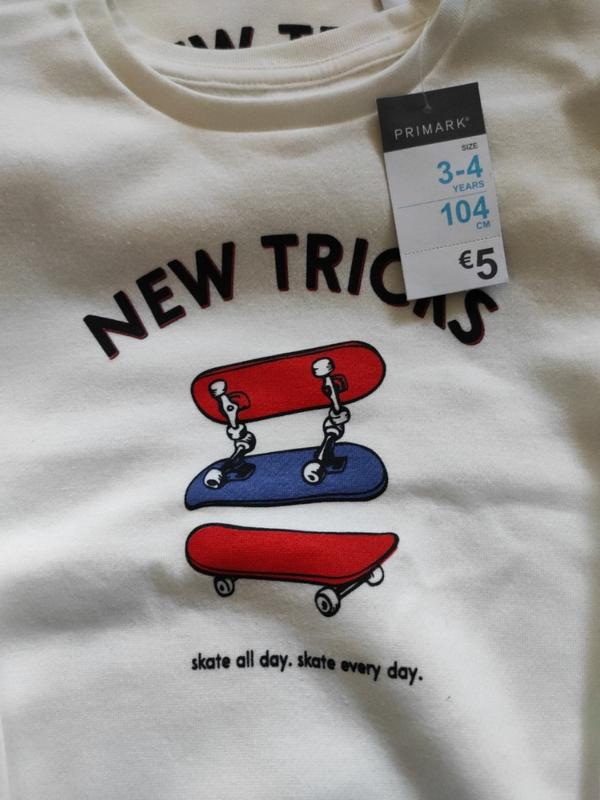 W T
PRIMARK®
SIZE
3-4
YEARS
104
CM
€5
NEW TRICKS
skate all day. skate every day.